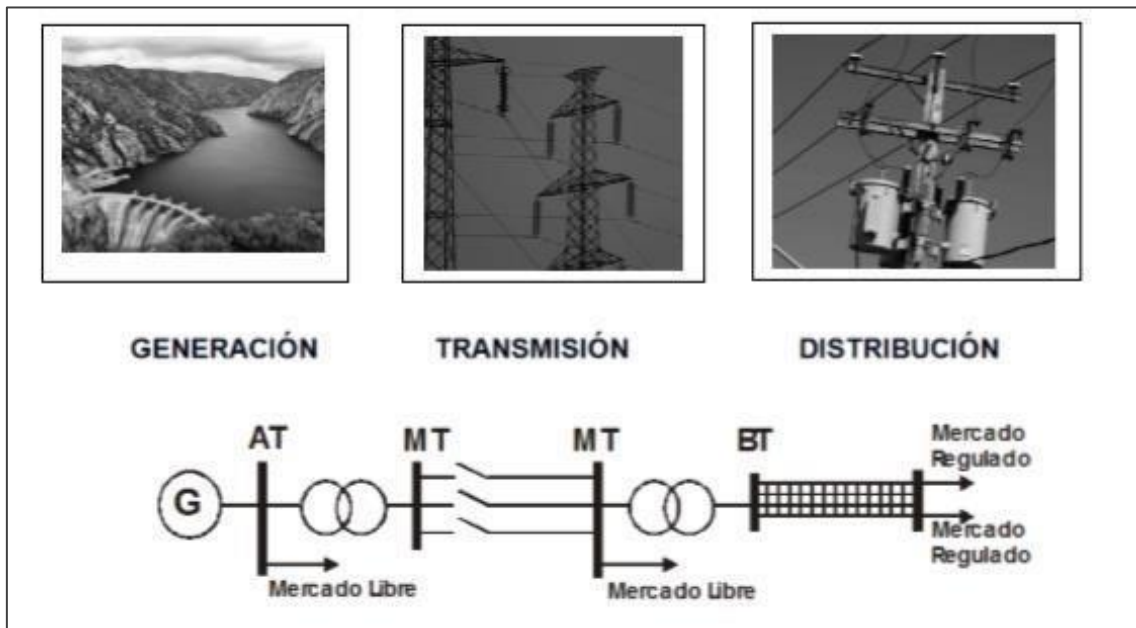 GENERACIÓN
TRANSMISIÓN
DISTRIBUCIÓN
AT
MT
MT
BT
Mercado
Regulado
G
Mercado
Regulado
Mercado Libre
Mercado Libre